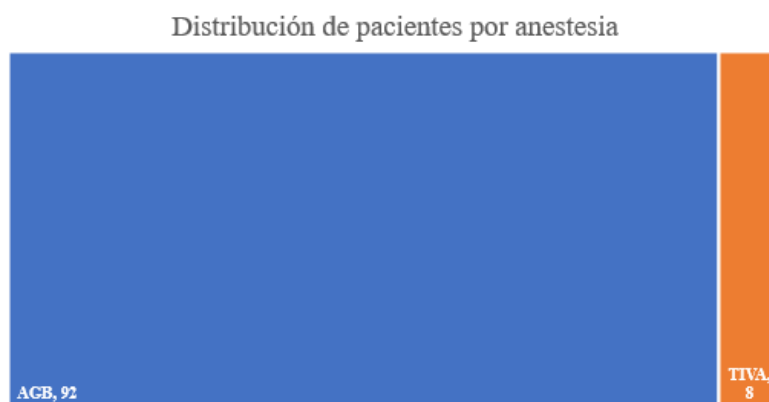 Distribución de pacientes por anestesia
AGB, 92
TIVA,
8